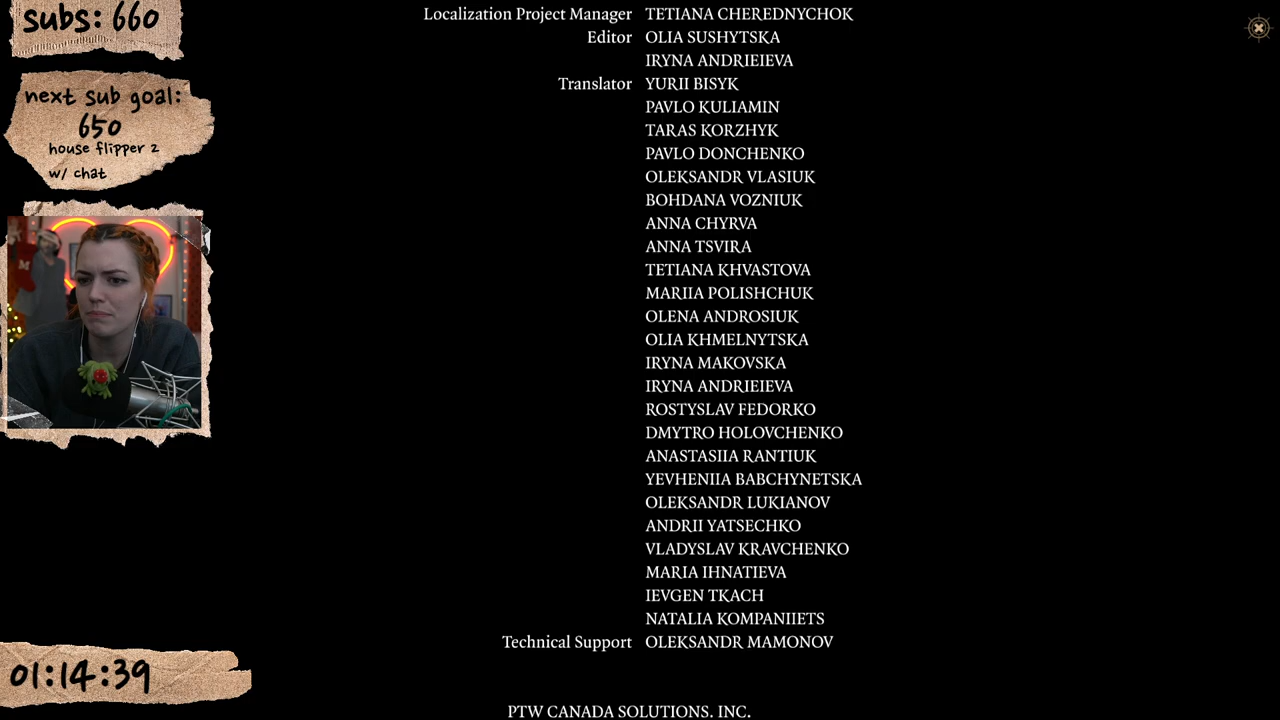 subs: 660
next sub goal:
650
house flipper 2
w/ chat
M
01:14:39
Localization Project Manager TETIANA CHEREDNYCHOK
Editor OLIA SUSHYTSKA
IRYNA ANDRIEIEVA
Translator YURII BISYK
PAVLO KULIAMIN
TARAS KORZHYK
PAVLO DONCHENKO
OLEKSANDR VLASIUK
BOHDANA VOZNIUK
ANNA CHYRVA
ANNA TSVIRA
TETIANA KHVASTOVA
MARIIA POLISHCHUK
OLENA ANDROSIUK
OLIA KHMELNYTSKA
IRYNA MAKOVSKA
IRYNA ANDRIEIEVA
ROSTYSLAV FEDORKO
DMYTRO HOLOVCHENKO
ANASTASIIA RANTIUK
YEVHENIIA BABCHYNETSKA
OLEKSANDR LUKIANOV
ANDRII YATSECHKO
VLADYSLAV KRAVCHENKO
MARIA IHNATIEVA
IEVGEN TKACH
NATALIA KOMPANIIETS
Technical Support OLEKSANDR MAMONOV
PTW CANADA SOLUTIONS. INC.